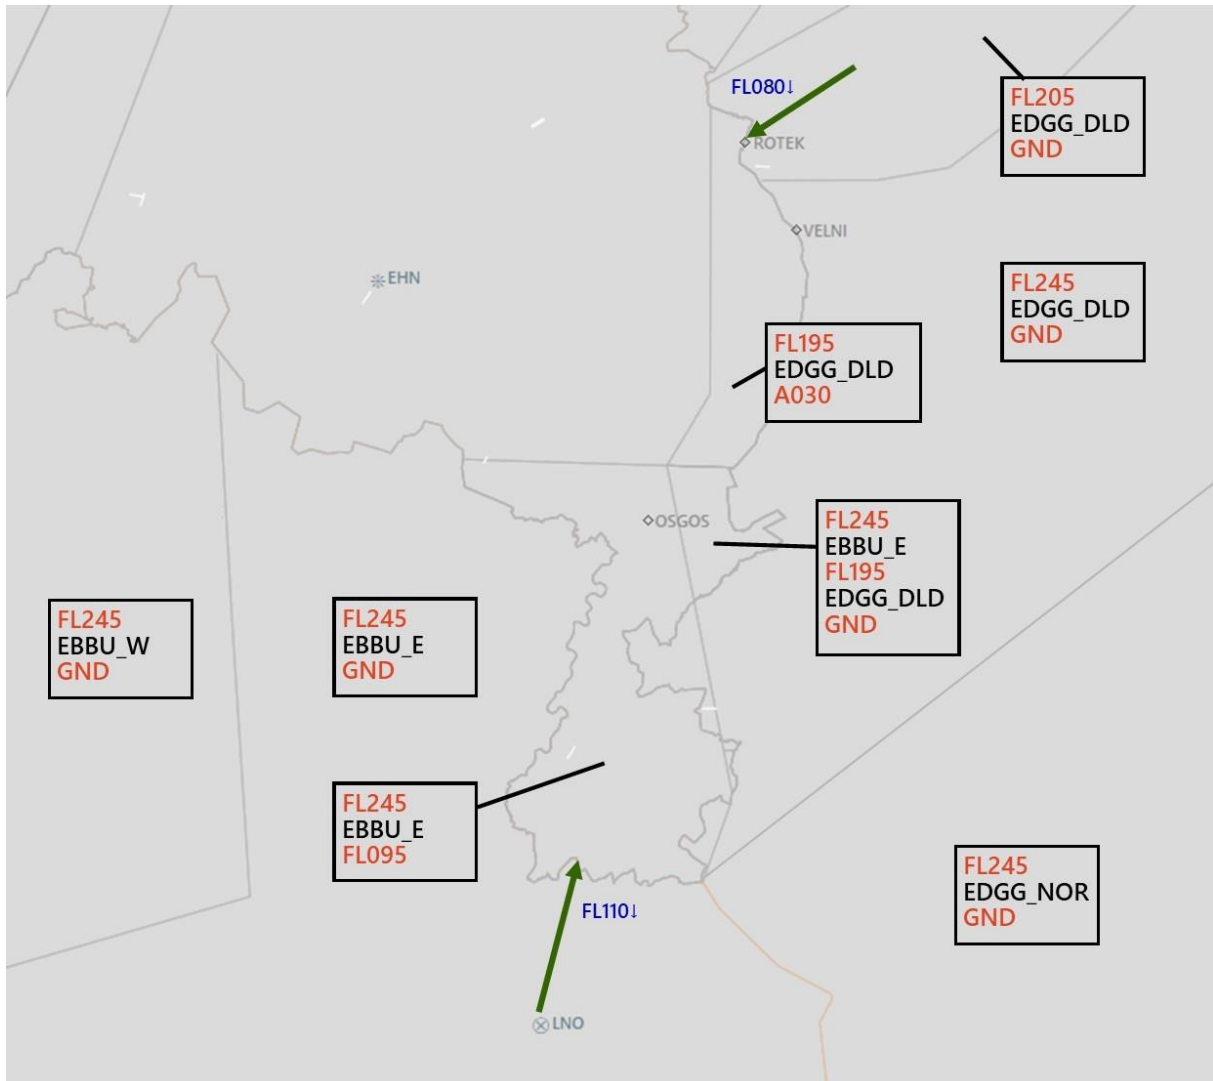 FL080↓
FL205
EDGG_DLD
GND
ROTEK
VELNI
EHN
FL245
EDGG_DLD
GND
FL195
EDGG_DLD
A030
OSGOS
FL245
EBBU_E
FL195
EDGG_DLD
GND
FL245
EBBU_W
GND
FL245
EBBU_E
GND
FL245
EBBU_E
FL095
FL245
EDGG_NOR
GND
FL110↓
LNO